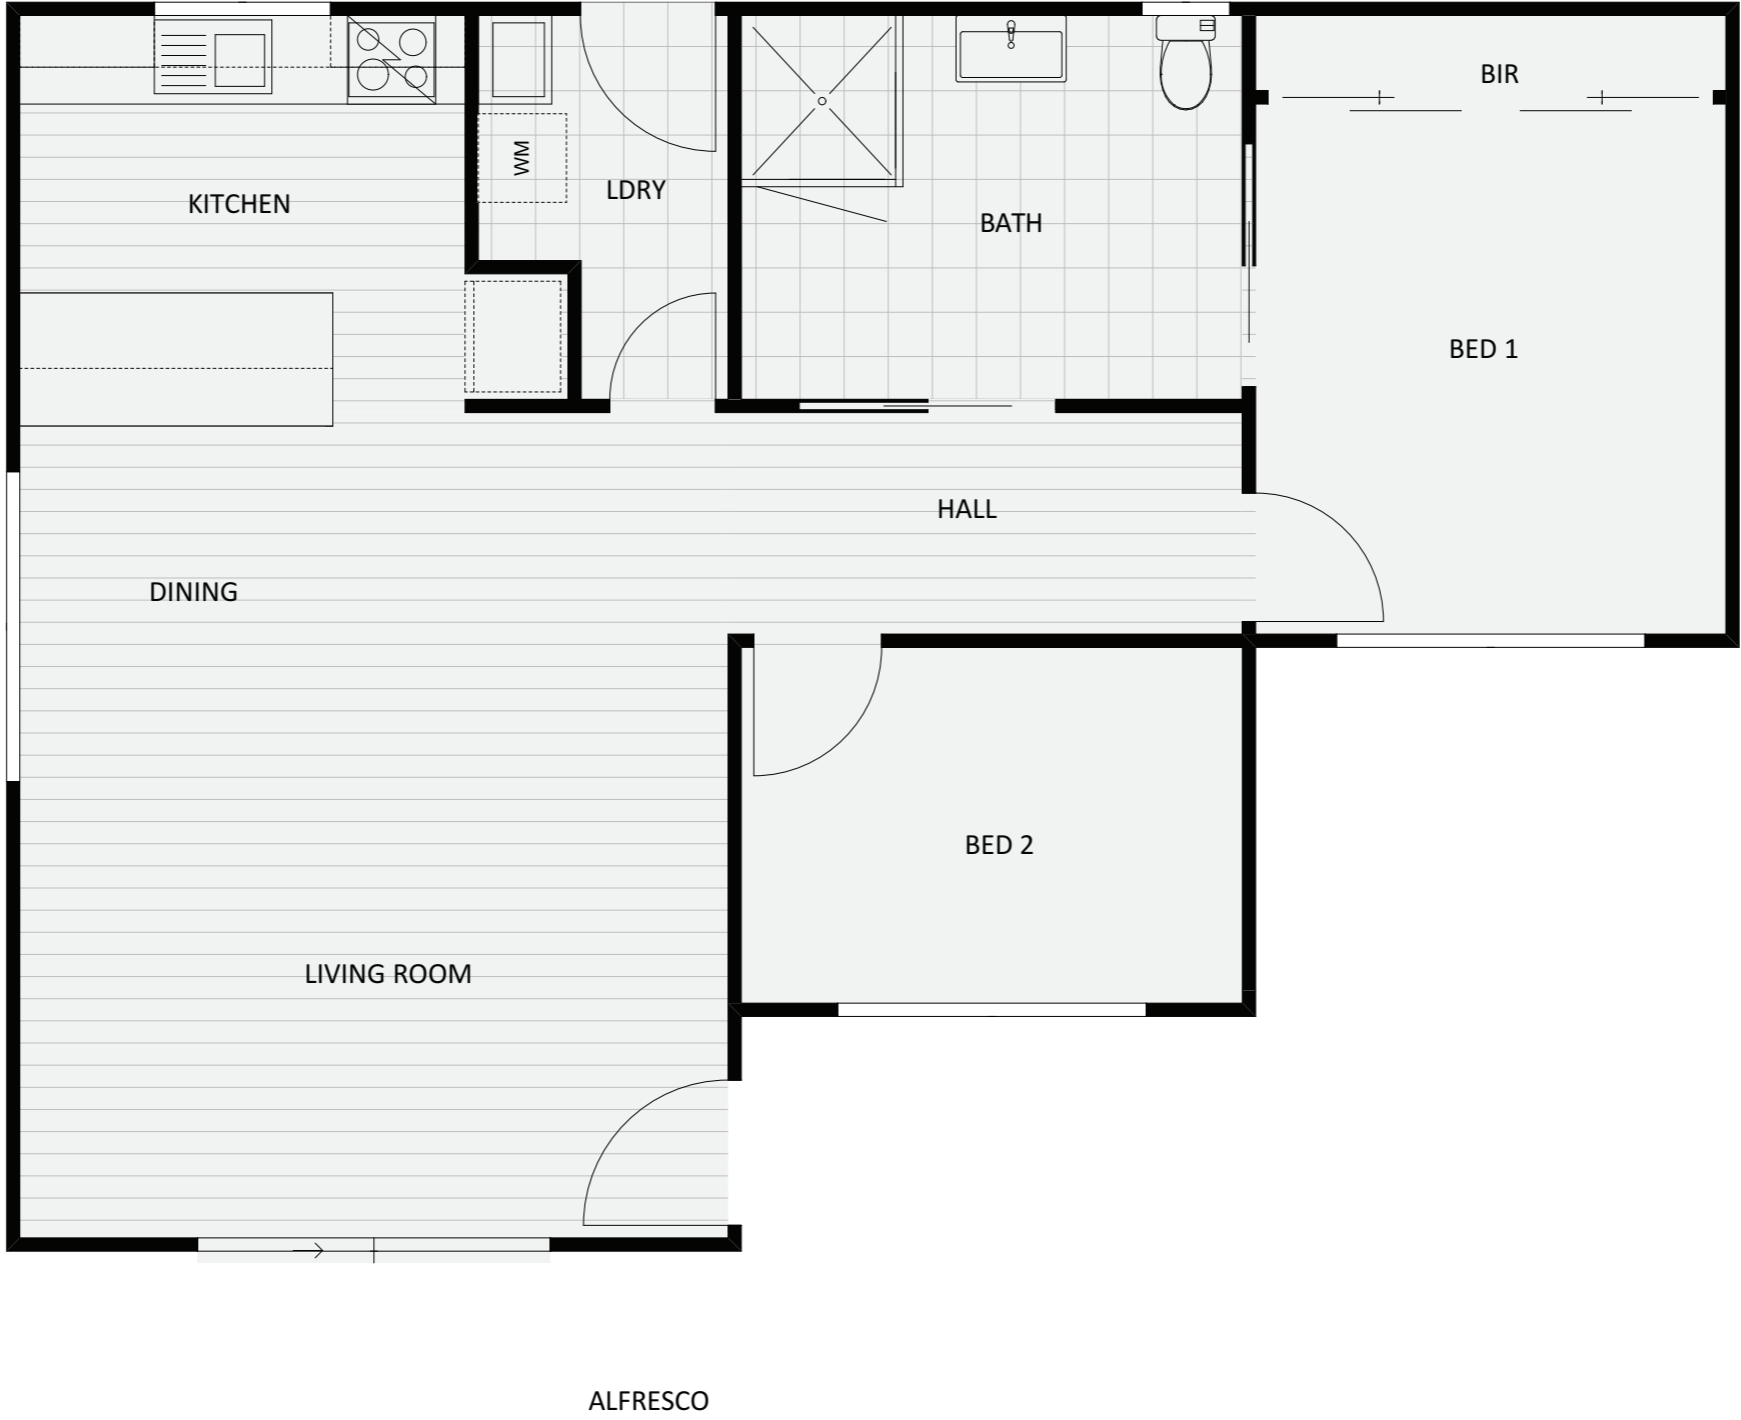 BIR
WM
LDRY
KITCHEN
BATH
BED 1
HALL
DINING
BED 2
LIVING ROOM
ALFRESCO